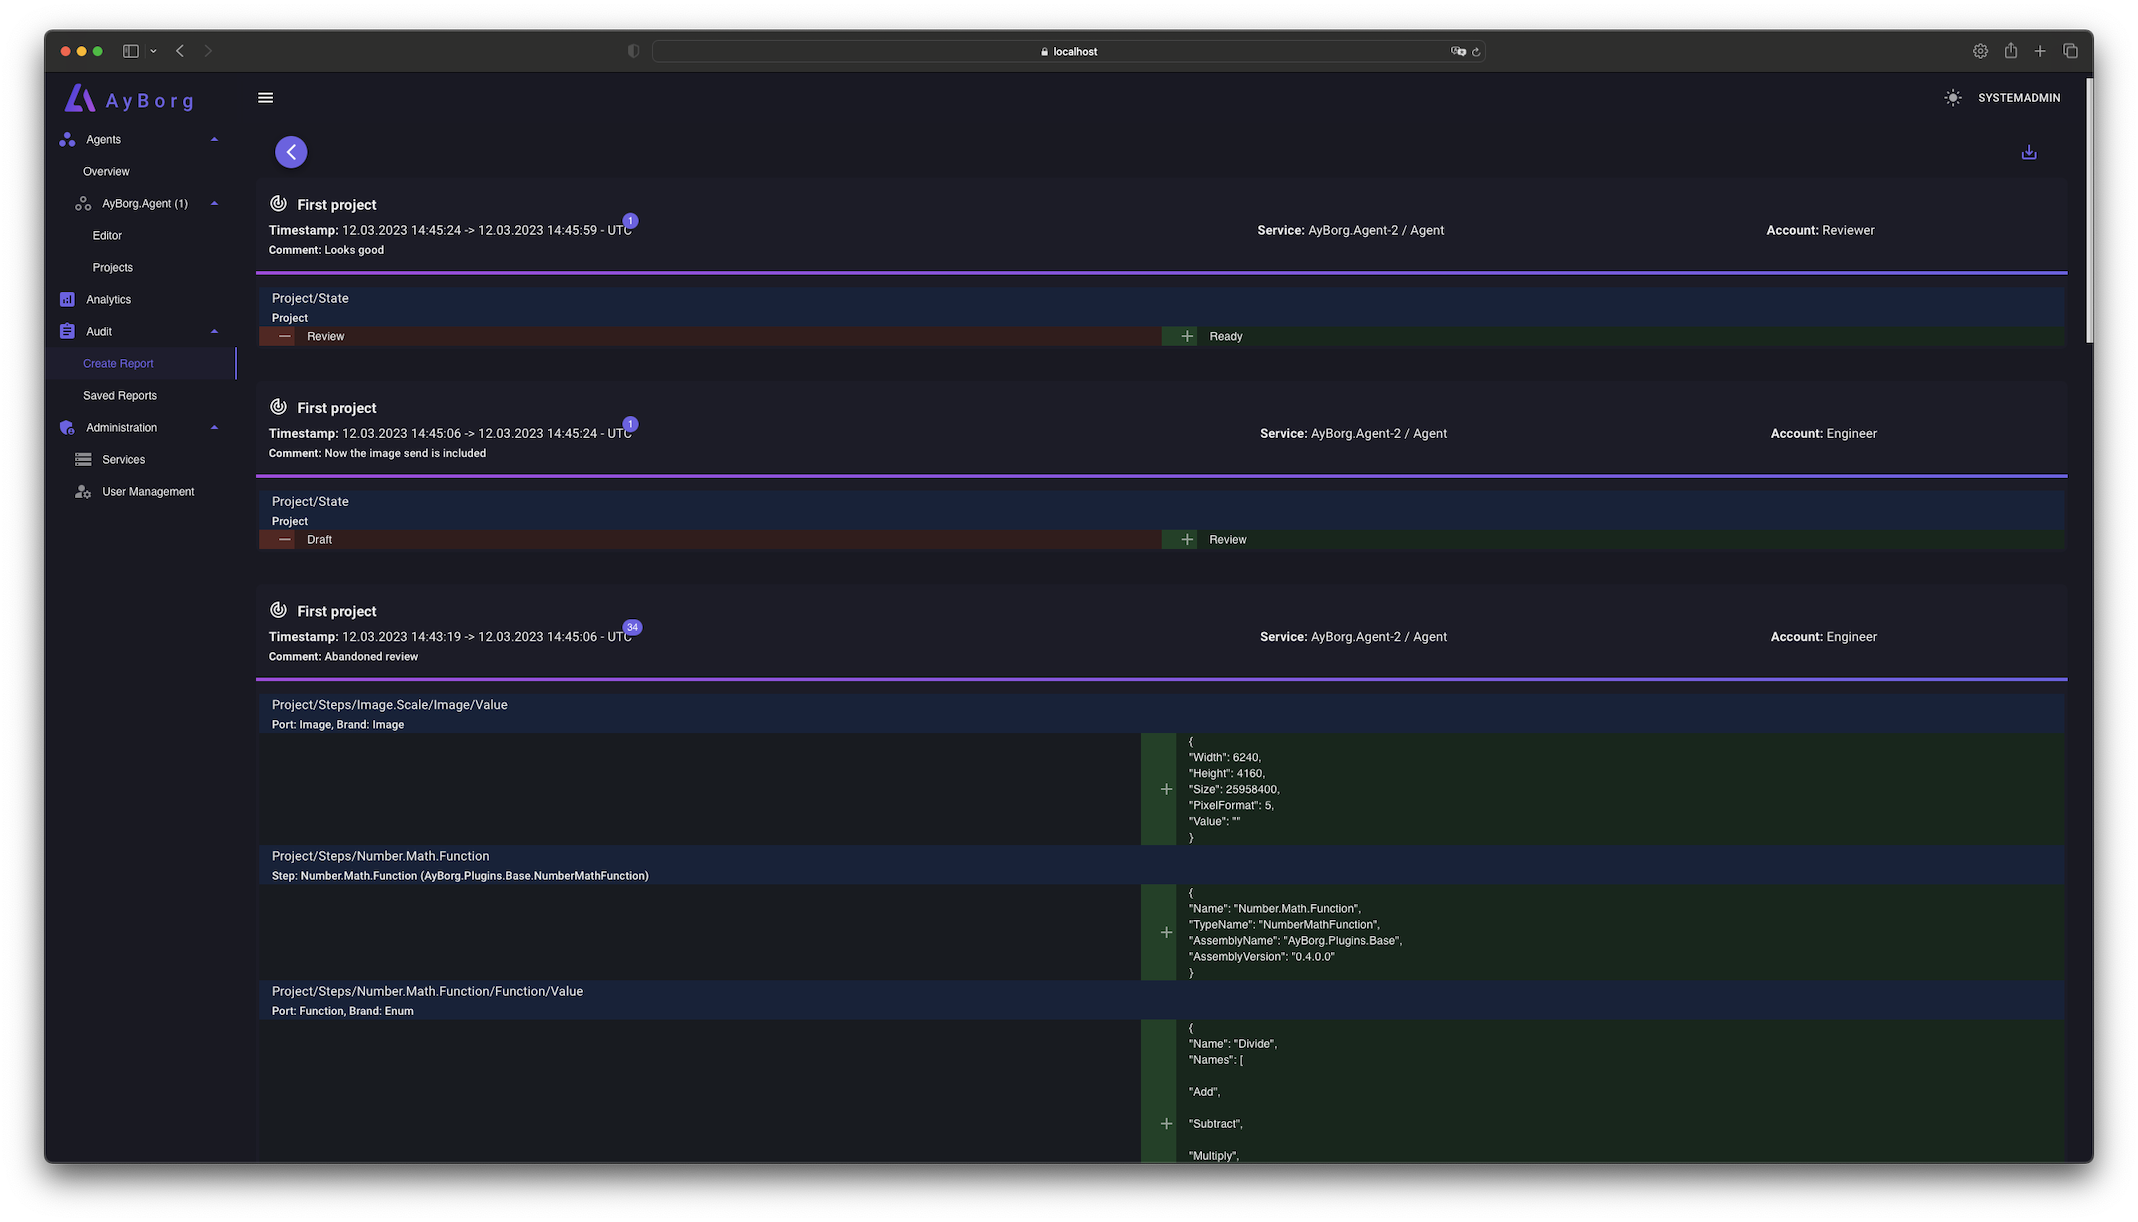 localhost
AyBorg
SYSTEMADMIN
Agents
Overview
AyBorg.Agent (1)
Editor
Projects
Analytics
Audit
Create Report
Saved Reports
Administration
Services
User Management
First project
1
Timestamp: 12.03.2023 14:45:24 -> 12.03.2023 14:45:59 - UTC
Service: AyBorg.Agent-2 / Agent
Account: Reviewer
Comment: Looks good
Project/State
Project
Review
Ready
First project
1
Timestamp: 12.03.2023 14:45:06 -> 12.03.2023 14:45:24 - UTC
Service: AyBorg.Agent-2 / Agent
Account: Engineer
Comment: Now the image send is included
Project/State
Project
Draft
Review
First project
34
Timestamp: 12.03.2023 14:43:19 -> 12.03.2023 14:45:06 - UTC
Service: AyBorg.Agent-2 / Agent
Account: Engineer
Comment: Abandoned review
Project/Steps/Image.Scale/Image/Value
Port: Image, Brand: Image
{
"Width": 6240,
"Height": 4160,
"Size": 25958400,
"PixelFormat": 5,
"Value": ""
}
Project/Steps/Number.Math.Function
Step: Number.Math.Function (AyBorg.Plugins.Base.NumberMathFunction)
{
"Name": "Number.Math.Function",
"TypeName": "NumberMathFunction",
"AssemblyName": "AyBorg.Plugins.Base",
"AssemblyVersion": "0.4.0.0"
}
Project/Steps/Number.Math.Function/Function/Value
Port: Function, Brand: Enum
{
"Name": "Divide",
"Names": [
"Add",
"Subtract",
"Multiply",